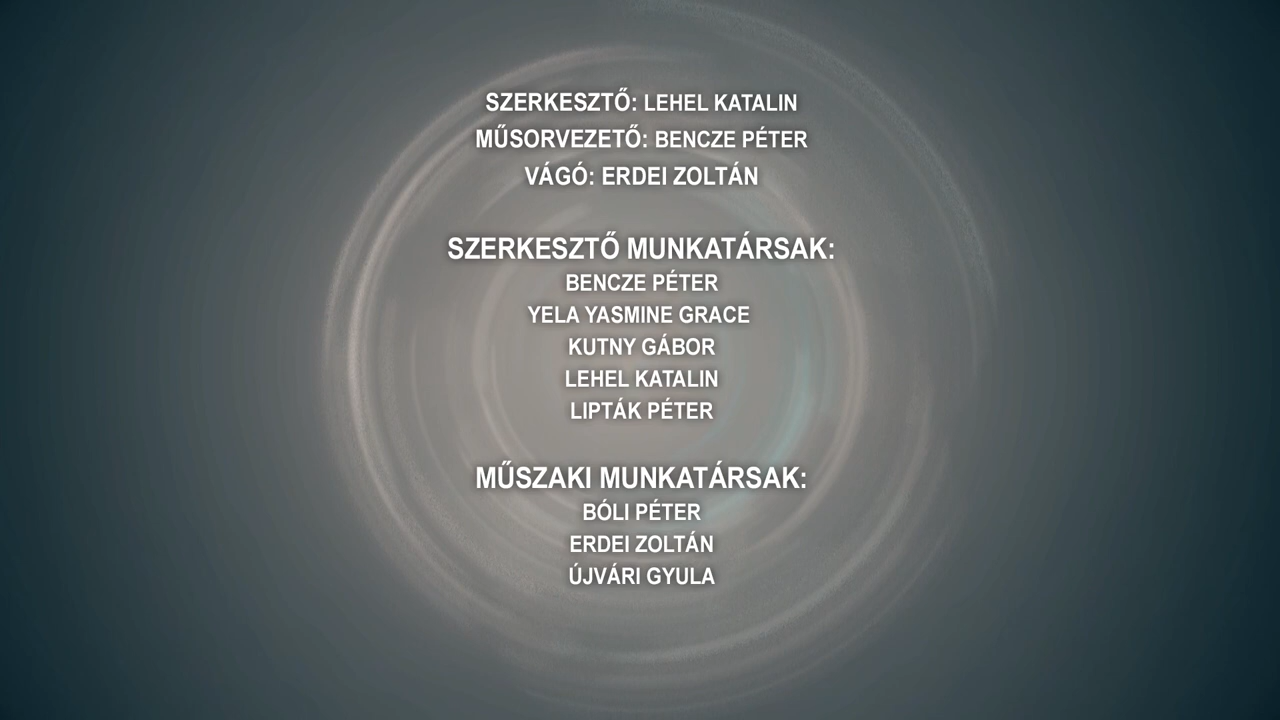 SZERKESZTŐ: LEHEL KATALIN
MŰSORVEZETŐ: BENCZE PÉTER
VÁGÓ: ERDEI ZOLTÁN
SZERKESZTŐ MUNKATÁRSAK:
BENCZE PÉTER
YELA YASMINE GRACE
KUTNY GÁBOR
LEHEL KATALIN
LIPTÁK PÉTER
MŰSZAKI MUNKATÁRSAK:
BÓLI PÉTER
ERDEI ZOLTÁN
ÚJVÁRI GYULA